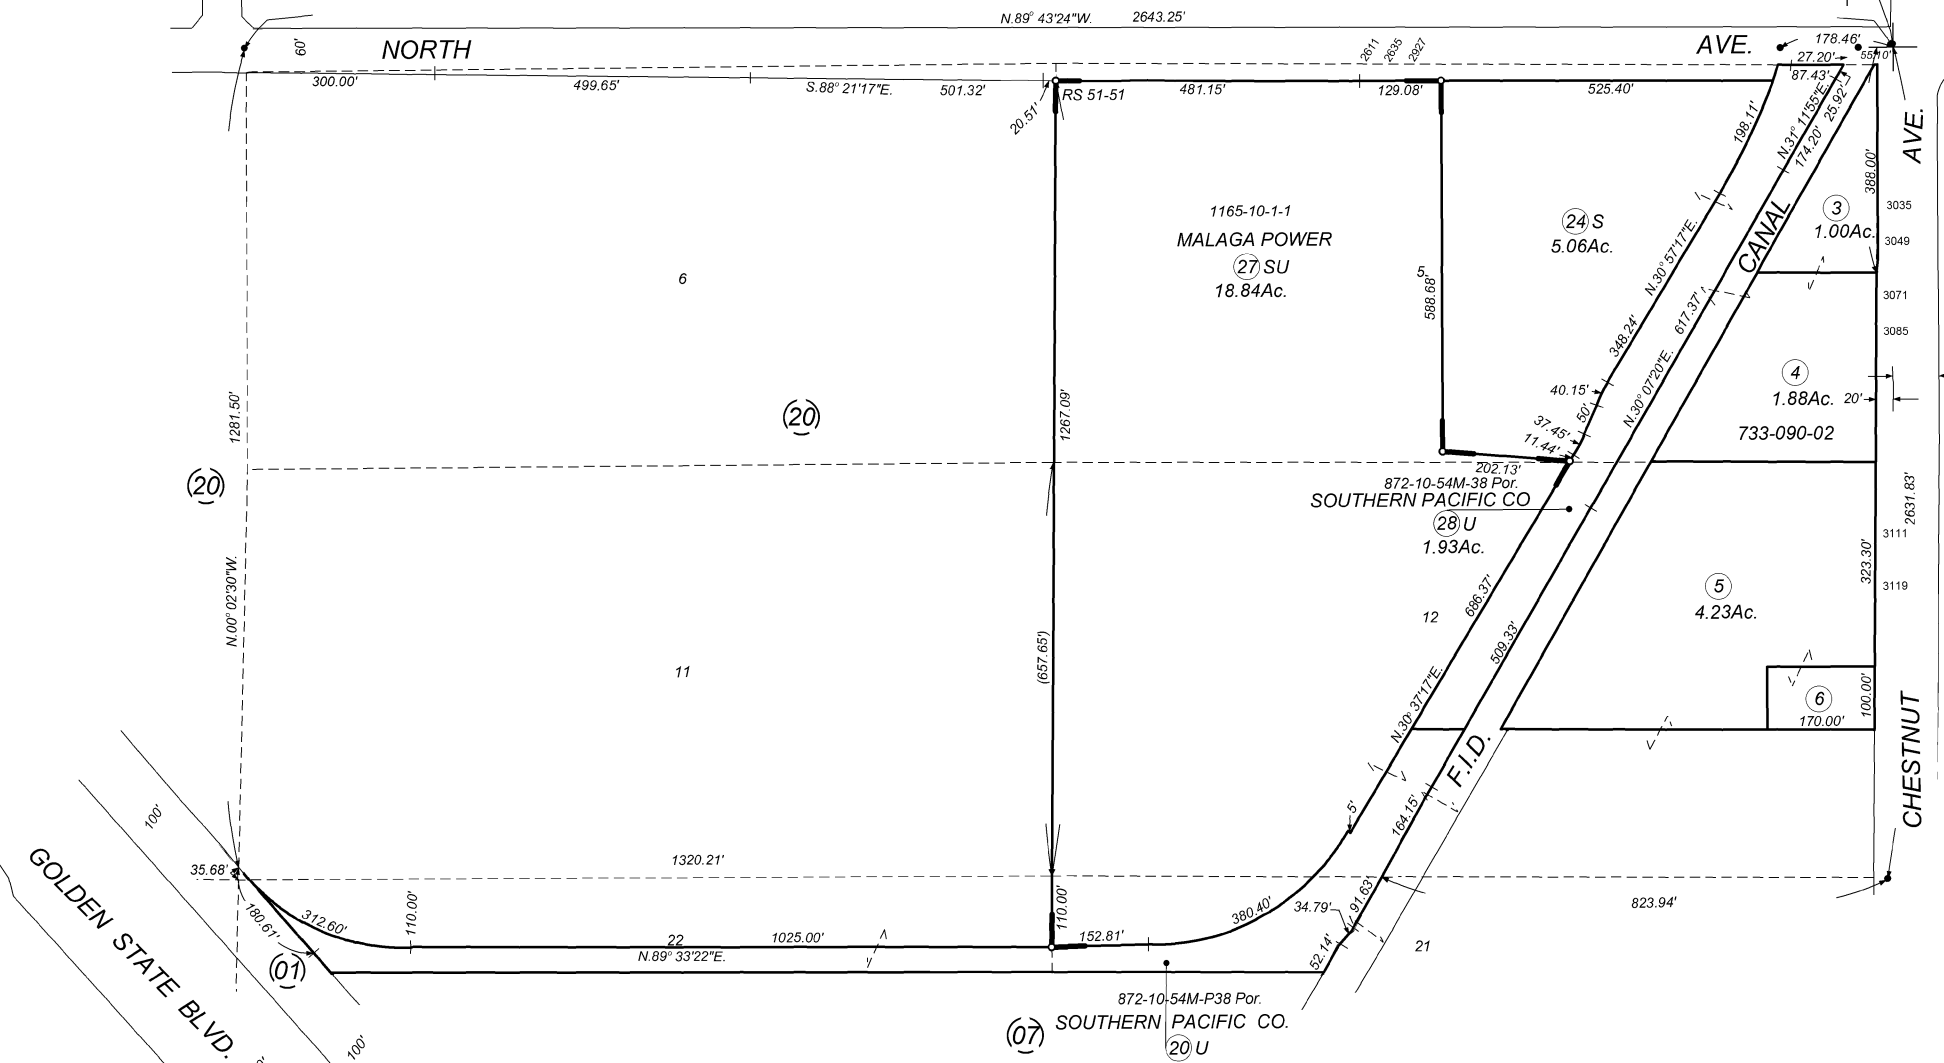 N.89° 43'24"W. 2643.25'
60'
NORTH
AVE.
178.46'
27.20'
55.10'
87.43'
300.00'
499.65'
S.88° 21'17"E.
501.32'
20.51'
RS 51-51
481.15'
2611
2635
2927
129.08'
525.40'
198.11'
N.31° 11'55"E.
25.92'
174.20'
AVE.
388.00'
1165-10-1-1
MALAGA POWER
27 SU
18.84Ac.
24 S
5.06Ac.
3
1.00Ac.
3035
3049
3071
3085
CANAL
N.30° 57'17"E.
6
5
588.68'
617.37'
348.24'
N.30° 07'20"E.
40.15'
50'
37.45'
11.44'
4
1.88Ac.
20'
733-090-02
1281.50'
(20)
1267.09'
(20)
202.13'
872-10-54M-38 Por.
SOUTHERN PACIFIC CO
28 U
1.93Ac.
2631.83'
3111
323.30'
3119
5
4.23Ac.
N.00° 02'30"W.
(657.65')
12
686.37'
509.33'
11
N.30° 37'17"E.
6
170.00'
100.00'
F.I.D.
CHESTNUT
100'
5'
164.15'
35.68'
1320.21'
GOLDEN STATE BLVD.
180.61'
312.60'
110.00'
110.00'
380.40'
34.79'
91.63'
823.94'
22
1025.00'
N.89° 33'22"E.
152.81'
52.14'
21
(01)
872-10-54M-P38 Por.
SOUTHERN PACIFIC CO.
20 U
(07)
100'